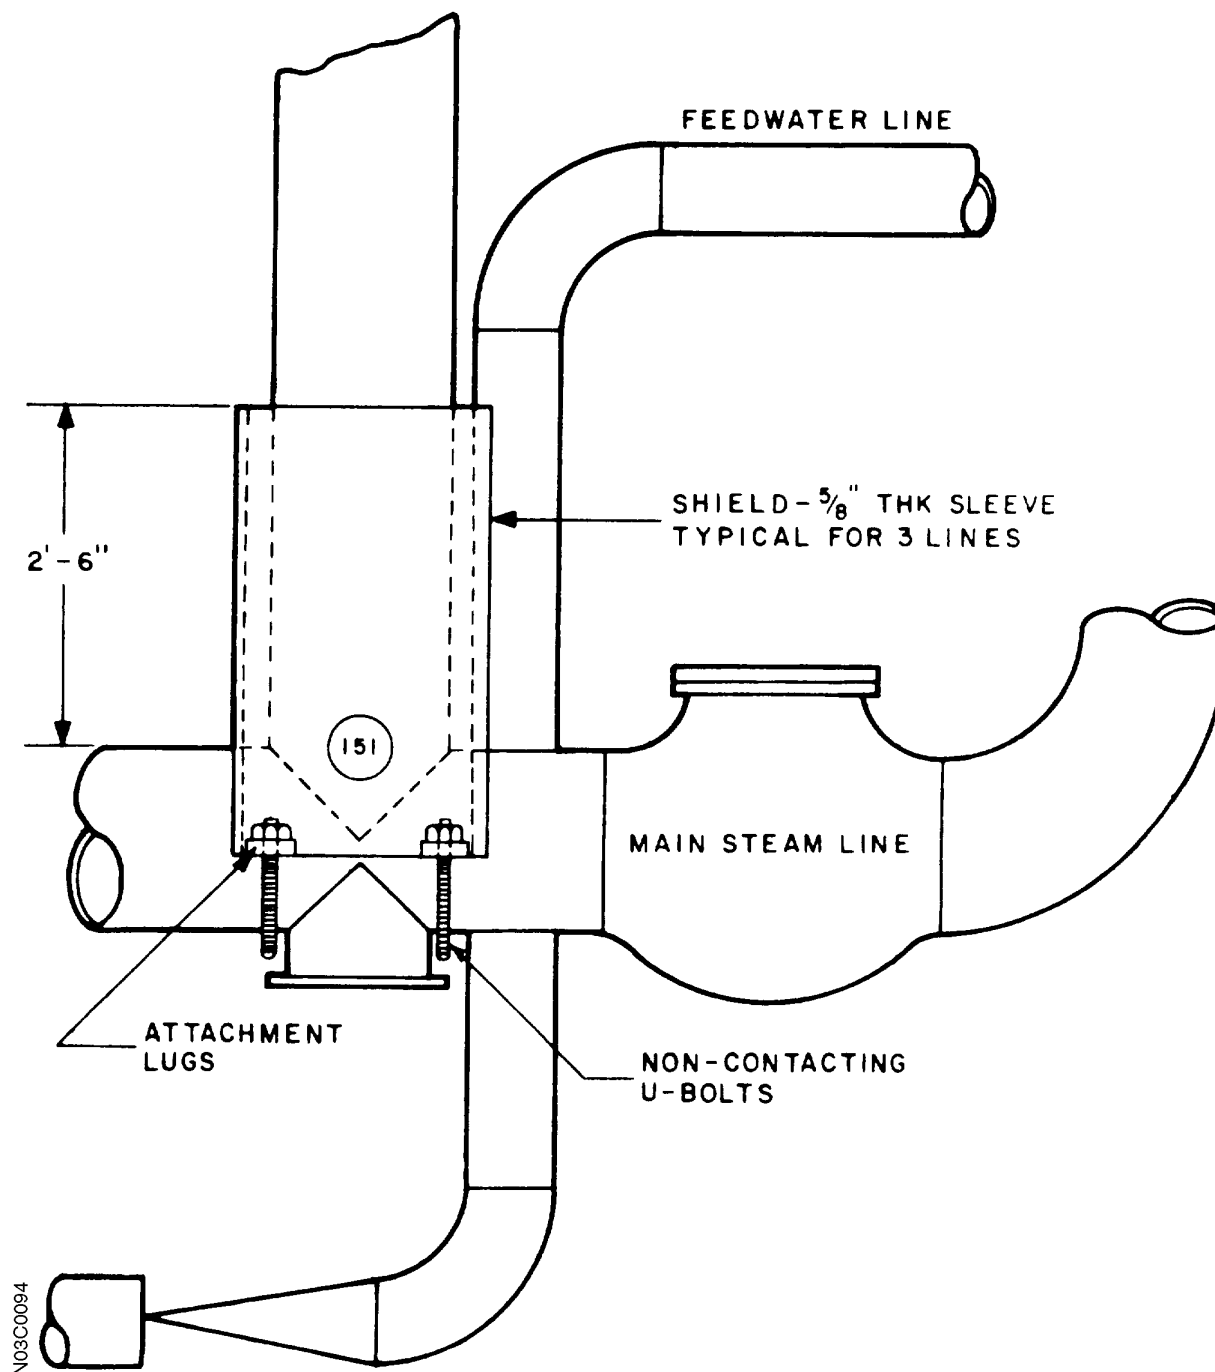 FEEDWATER LINE
SHIELD-5/8" THK SLEEVE
TYPICAL FOR 3 LINES
2'-6"
151
MAIN STEAM LINE
ATTACHMENT
LUGS
NON-CONTACTING
U-BOLTS
N03C0094